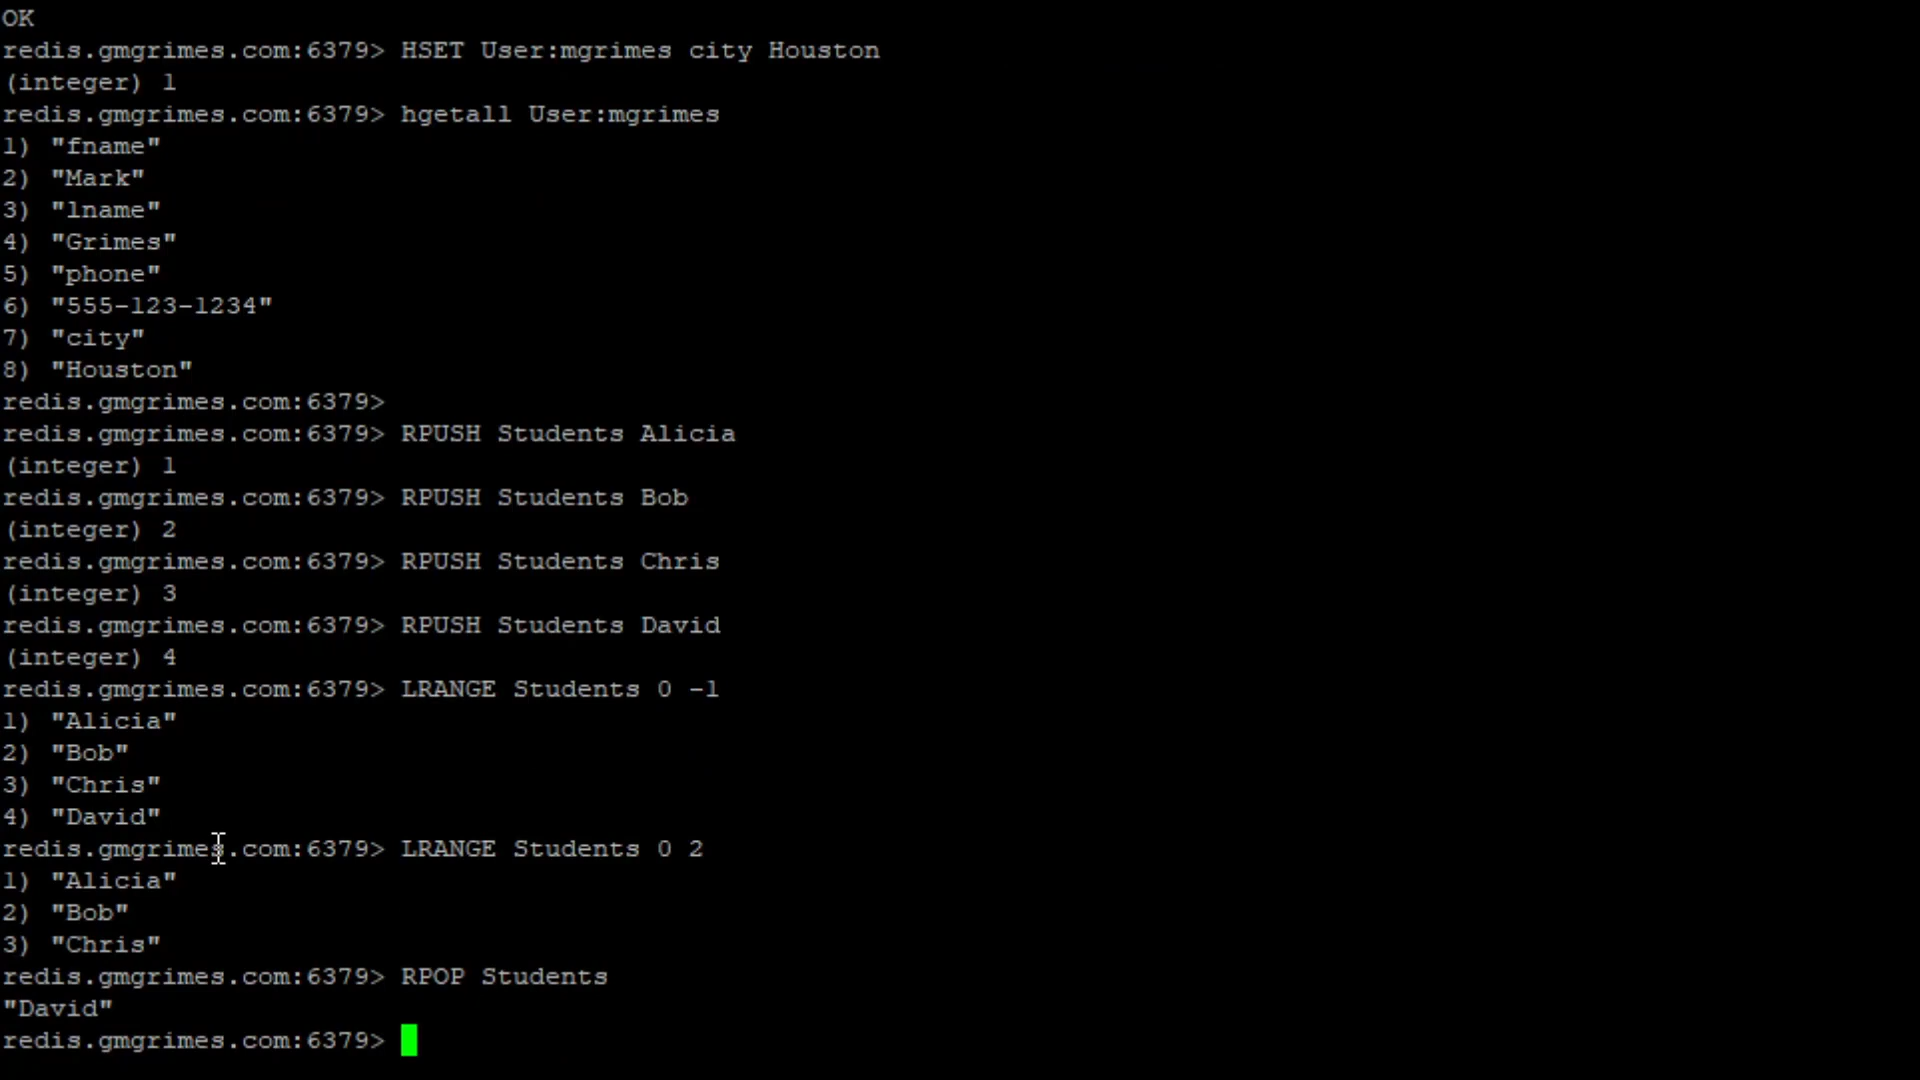 OK
redis.gmgrimes.com:6379> HSET User:mgrimes city Houston
(integer) 1
redis.gmgrimes.com:6379> hgetall User:mgrimes
1) "fname"
2) "Mark"
3) "lname"
4) "Grimes"
5) "phone"
6) "555-123-1234"
7) "city"
8) "Houston"
redis.gmgrimes.com:6379>
redis.gmgrimes.com:6379> RPUSH Students Alicia
(integer) 1
redis.gmgrimes.com:6379> RPUSH Students Bob
(integer) 2
redis.gmgrimes.com:6379> RPUSH Students Chris
(integer) 3
redis.gmgrimes.com:6379> RPUSH Students David
(integer) 4
redis.gmgrimes.com:6379> LRANGE Students 0 -1
1) "Alicia"
2) "Bob"
3) "Chris"
4) "David"
redis.gmgrimes.com:6379> LRANGE Students 0 2
1) "Alicia"
2) "Bob"
3) "Chris"
redis.gmgrimes.com:6379> RPOP Students
"David"
redis.gmgrimes.com:6379>